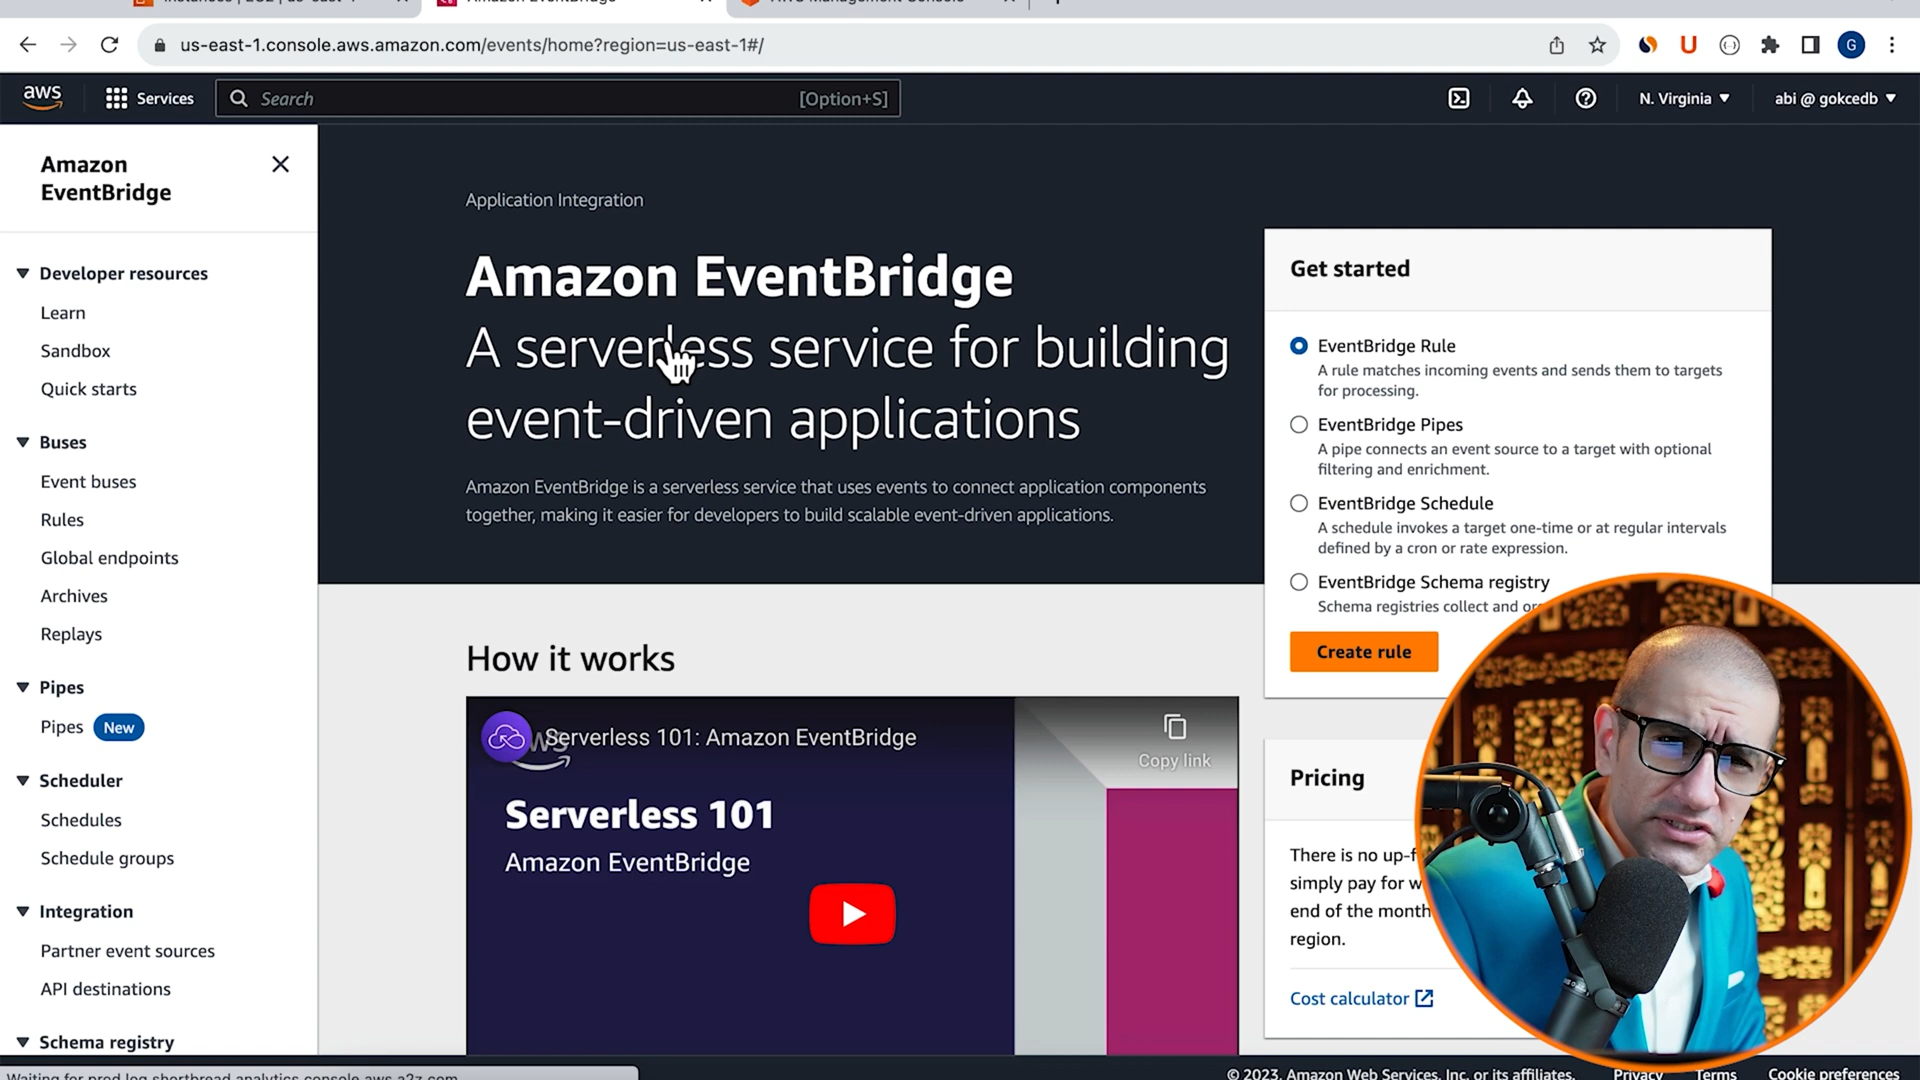 us-east-1.console.aws.amazon.com/events/home?region=us-east-1#/
G
aws
Services
Search
[Option+S]
N. Virginia
abi @ gokcedb
Amazon
EventBridge
Developer resources
Learn
Sandbox
Quick starts
Buses
Event buses
Rules
Global endpoints
Archives
Replays
Pipes
Pipes New
Scheduler
Schedules
Schedule groups
Integration
Partner event sources
API destinations
Schema registry
Application Integration
Amazon EventBridge
A serverless service for building
event-driven applications
Amazon EventBridge is a serverless service that uses events to connect application components
together, making it easier for developers to build scalable event-driven applications.
How it works
Serverless 101: Amazon EventBridge
Copy link
Serverless 101
Amazon EventBridge
Get started
EventBridge Rule
A rule matches incoming events and sends them to targets
for processing.
EventBridge Pipes
A pipe connects an event source to a target with optional
filtering and enrichment.
EventBridge Schedule
A schedule invokes a target one-time or at regular intervals
defined by a cron or rate expression.
EventBridge Schema registry
Schema registries collect and
Create rule
Pricing
There is no
simply pay for
end of the month
region.
Cost calculator
© 2023, Amazon Web Services, Inc. or its affiliates.
Privacy
Terms
Cookie preferences